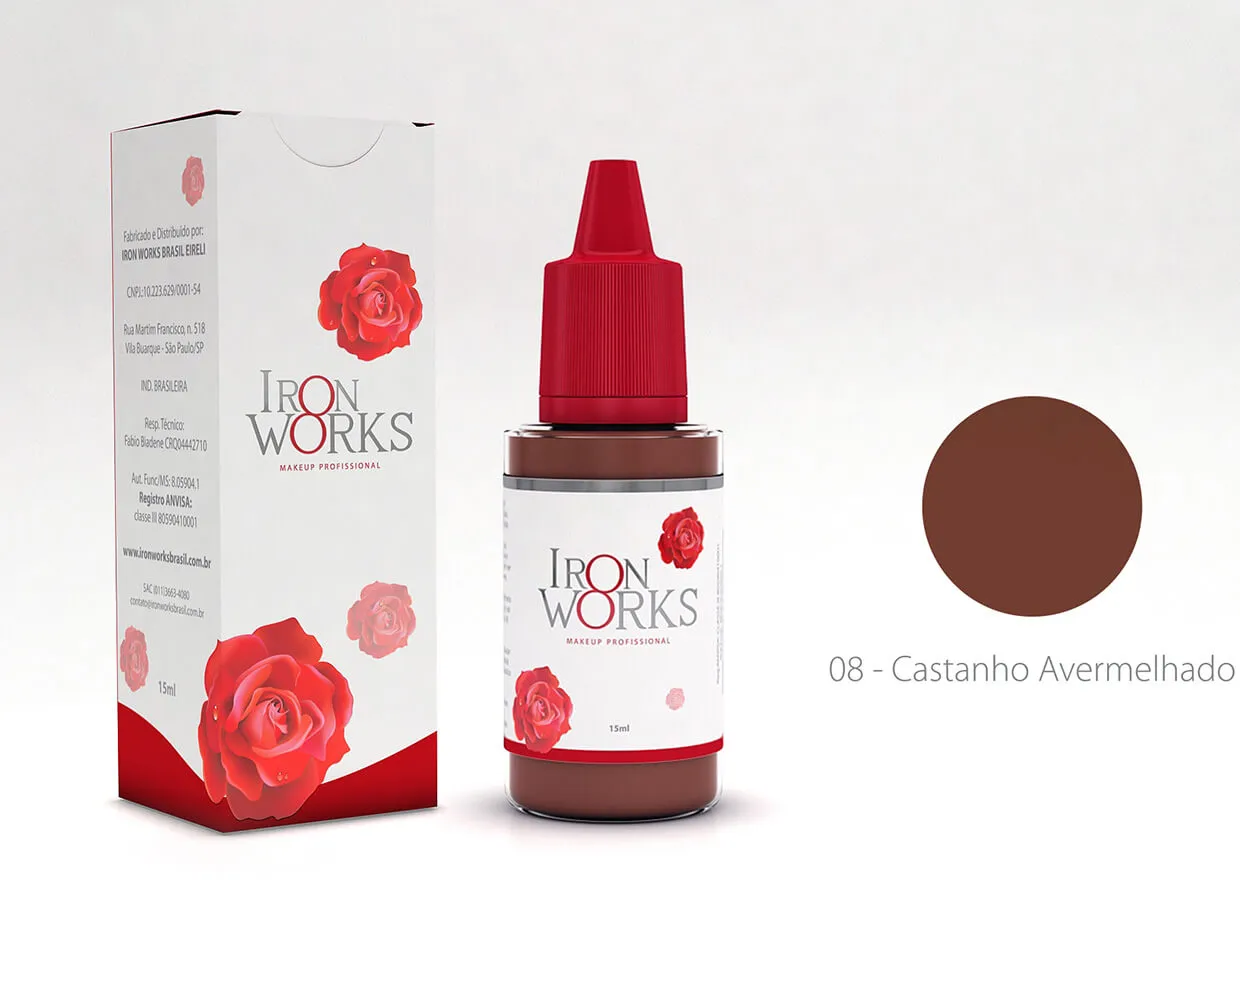 Fabricado e Distribuído por:
IRON WORKS BRASIL EIRELI
CNPJ:10.223.629/0001-54
Rua Martim Francisco, n. 518
Vila Buarque - São Paulo/SP
IND. BRASILEIRA
Resp. Técnico:
Fabio Biadene CRQ04442710
Aut. Func/MS: 8.05904.1
Registro ANVISA:
classe III 80590410001
www.ironworksbrasil.com.br
SAC (011)3663-4080
contato@ironworksbrasil.com.br
15ml
IRON
WORKS
MAKEUP PROFISSIONAL
IRON
WORKS
MAKEUP PROFISSIONAL
15ml
08 - Castanho Avermelhado